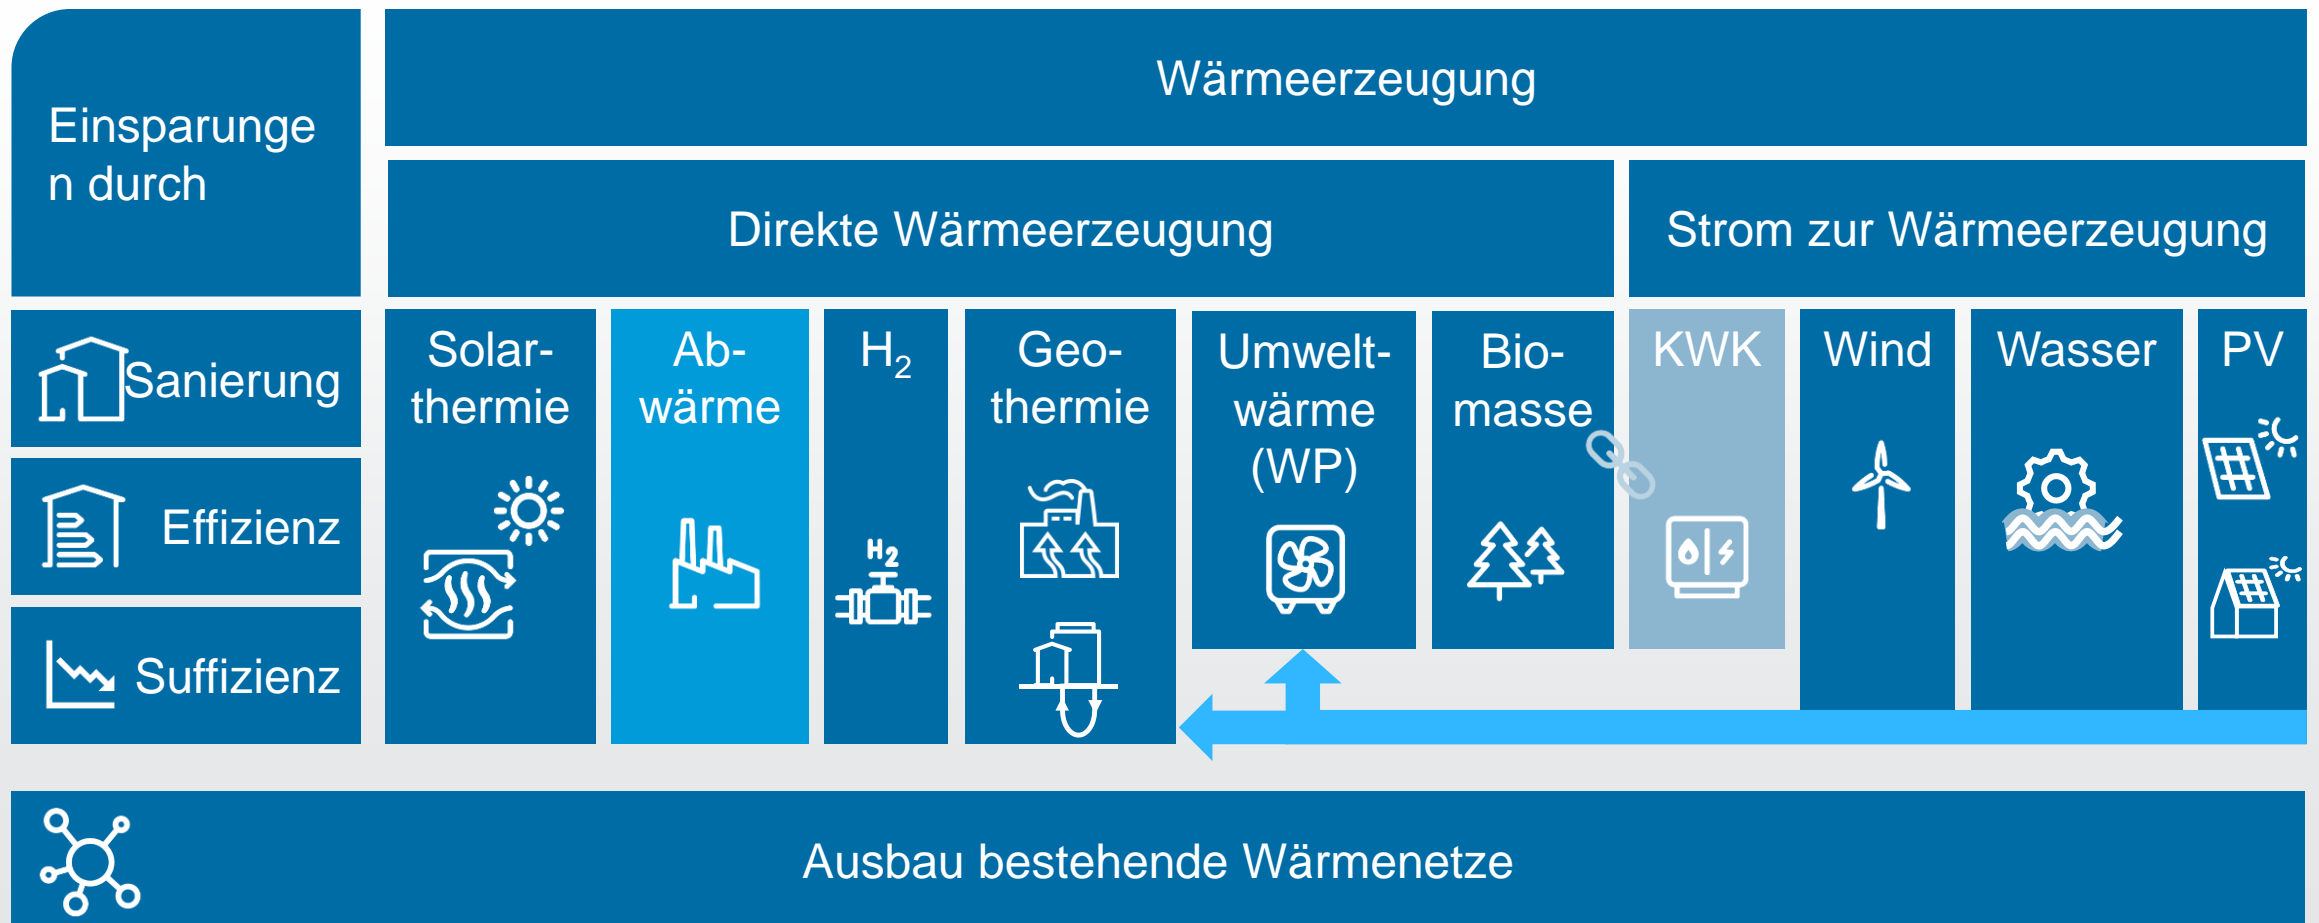 Einsparunge
n durch
Wärmeerzeugung
Direkte Wärmeerzeugung
Strom zur Wärmeerzeugung
Sanierung
Effizienz
Suffizienz
Solar-
thermie
Ab-
wärme
H₂
H₂
Geo-
thermie
Umwelt-
wärme
(WP)
Bio-
masse
KWK
Wind
Wasser
PV
Ausbau bestehende Wärmenetze